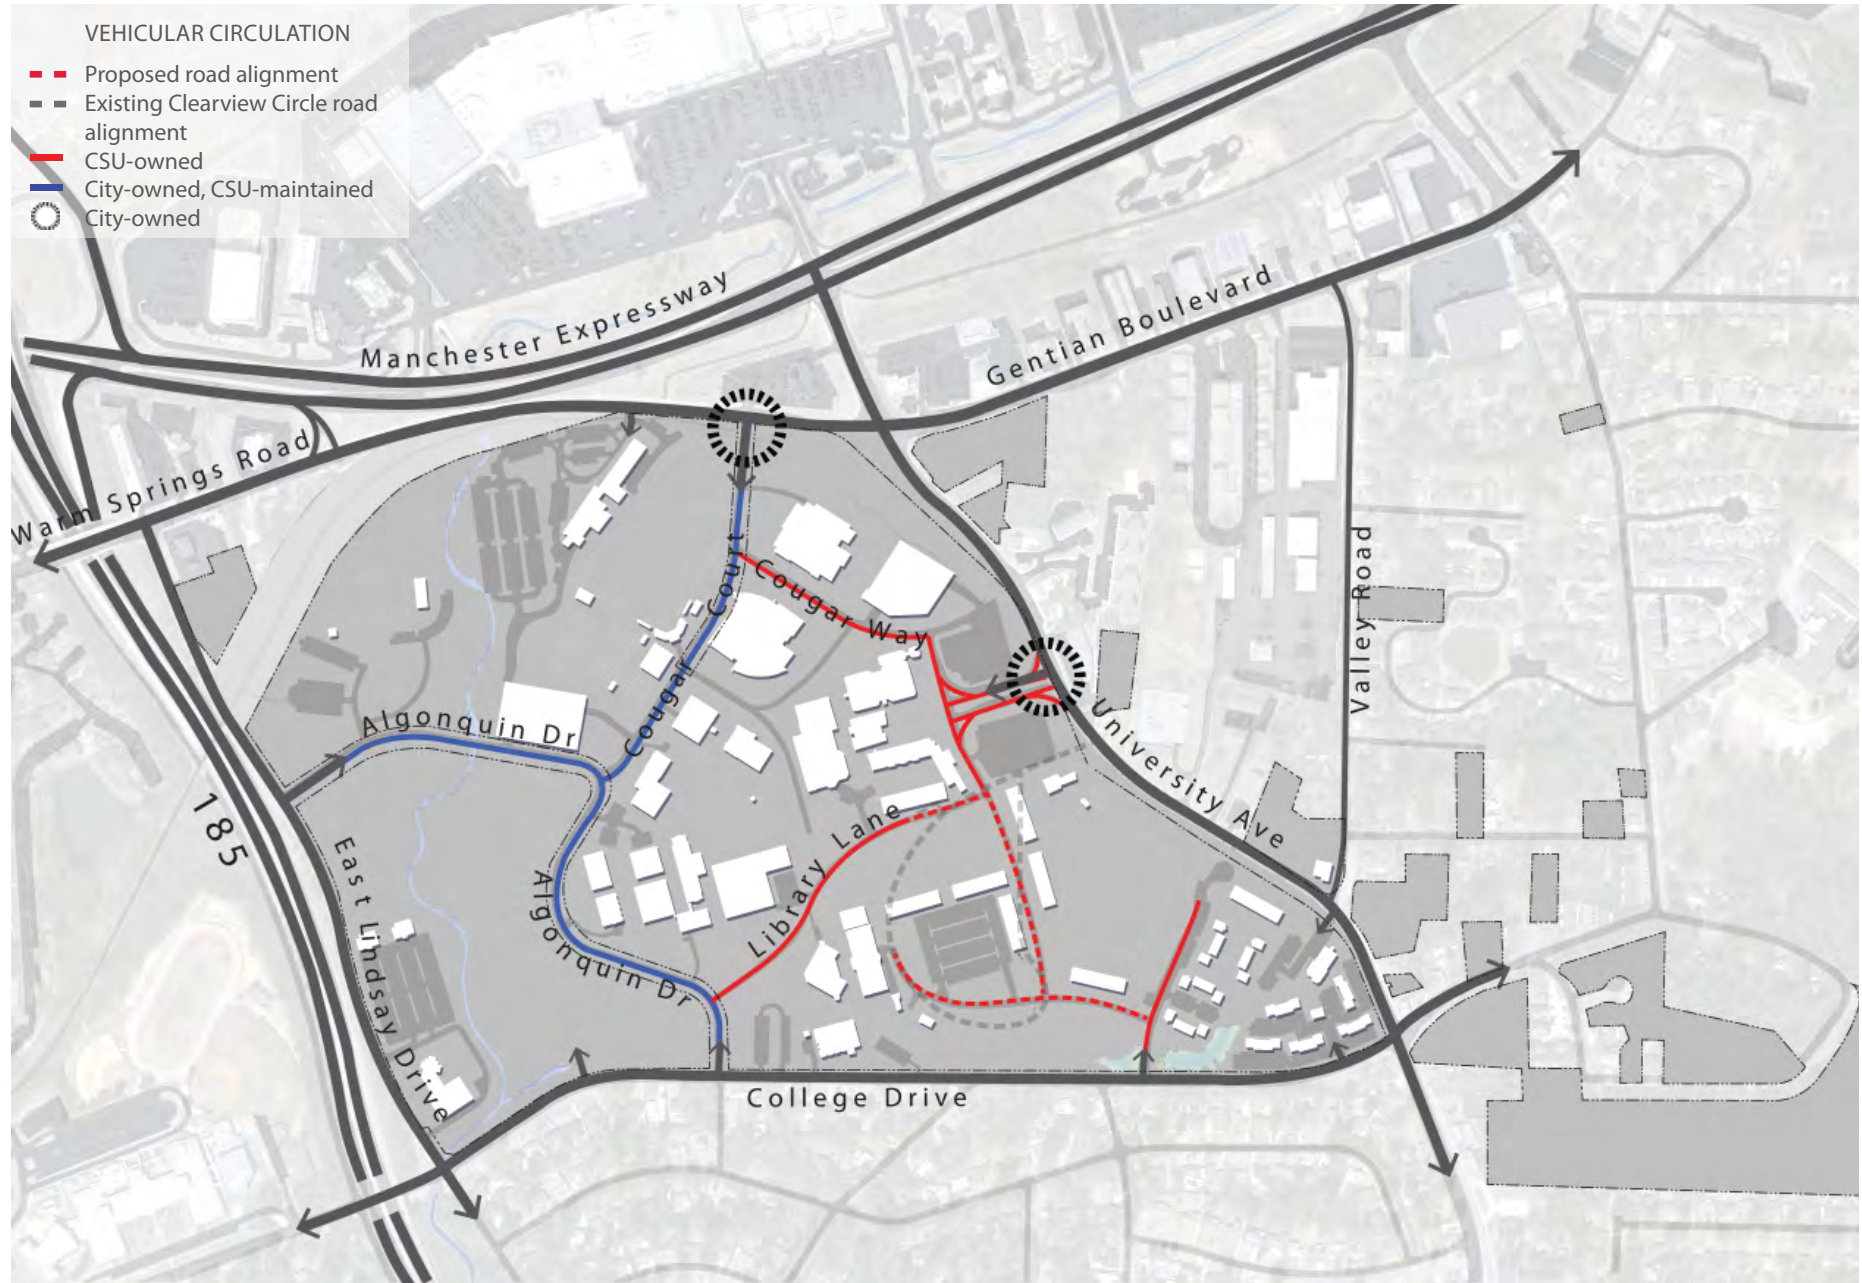 VEHICULAR CIRCULATION
Proposed road alignment
Existing Clearview Circle road
alignment
CSU-owned
City-owned, CSU-maintained
City-owned
Manchester Expressway
Gentian Boulevard
Warm Springs Road
Cougar Court
Cougar Way
Valley Road
Algonquin Dr
University Ave
185
East Lindsay Drive
Library Lane
Algonquin Dr
College Drive